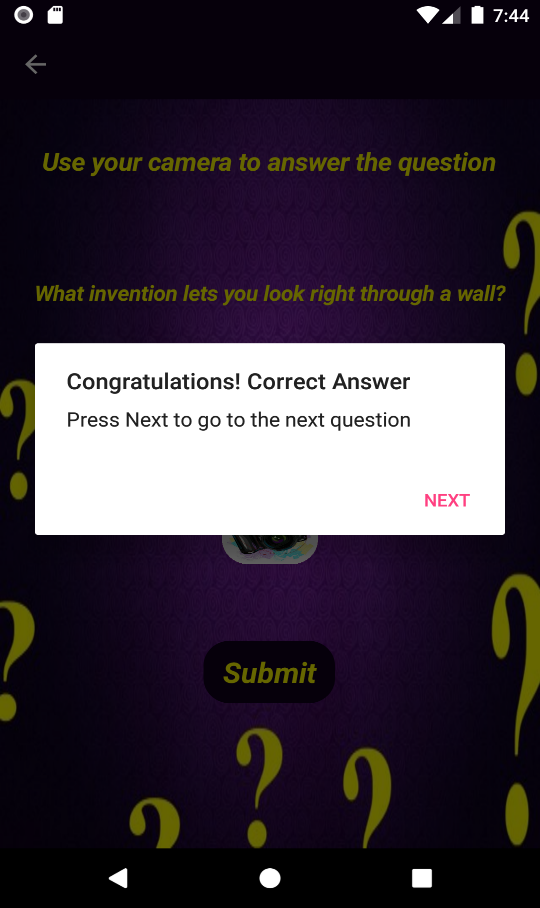 7:44
Use your camera to answer the question
What invention lets you look right through a wall?
Congratulations! Correct Answer
Press Next to go to the next question
NEXT
Submit
?
?
?
?
?
?
?